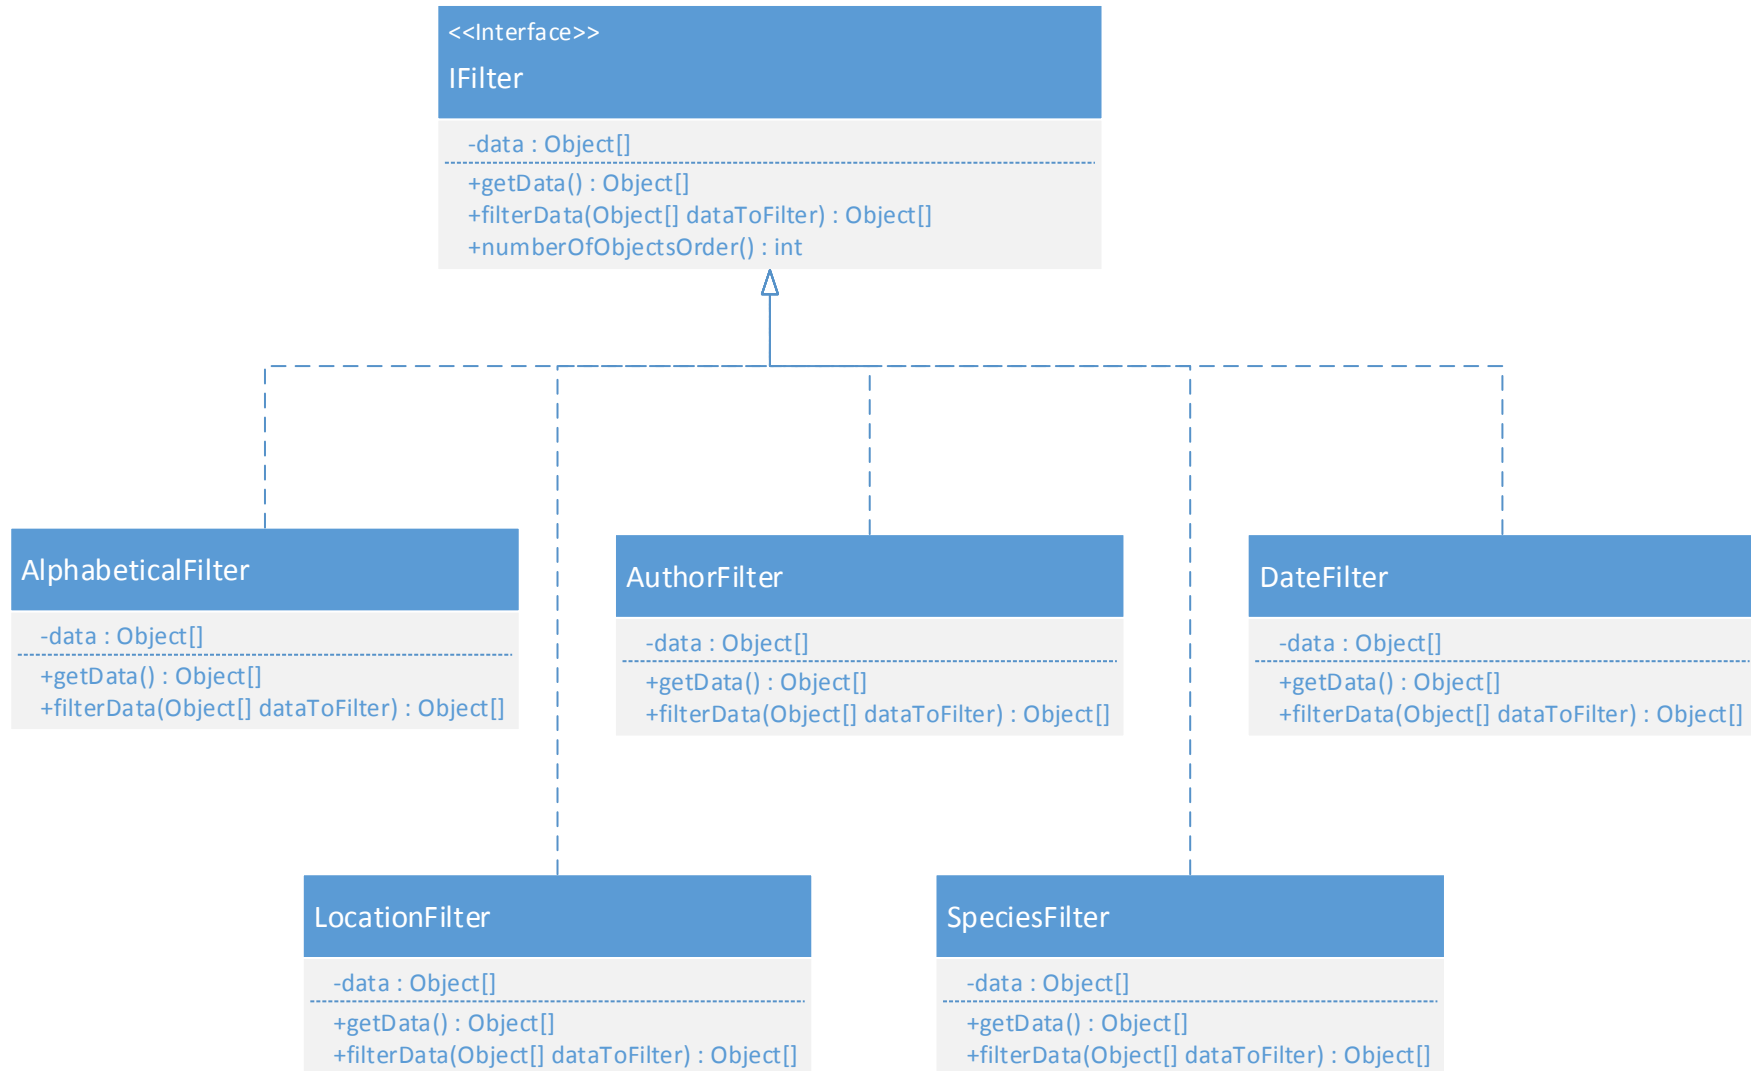 <<Interface>>
IFilter
-data : Object[]
+getData() : Object[]
+filterData(Object[] dataToFilter) : Object[]
+numberOfObjectsOrder() : int
AlphabeticalFilter
-data : Object[]
+getData() : Object[]
+filterData(Object[] dataToFilter) : Object[]
AuthorFilter
-data : Object[]
+getData() : Object[]
+filterData(Object[] dataToFilter) : Object[]
DateFilter
-data : Object[]
+getData() : Object[]
+filterData(Object[] dataToFilter) : Object[]
LocationFilter
-data : Object[]
+getData() : Object[]
+filterData(Object[] dataToFilter) : Object[]
SpeciesFilter
-data : Object[]
+getData() : Object[]
+filterData(Object[] dataToFilter) : Object[]